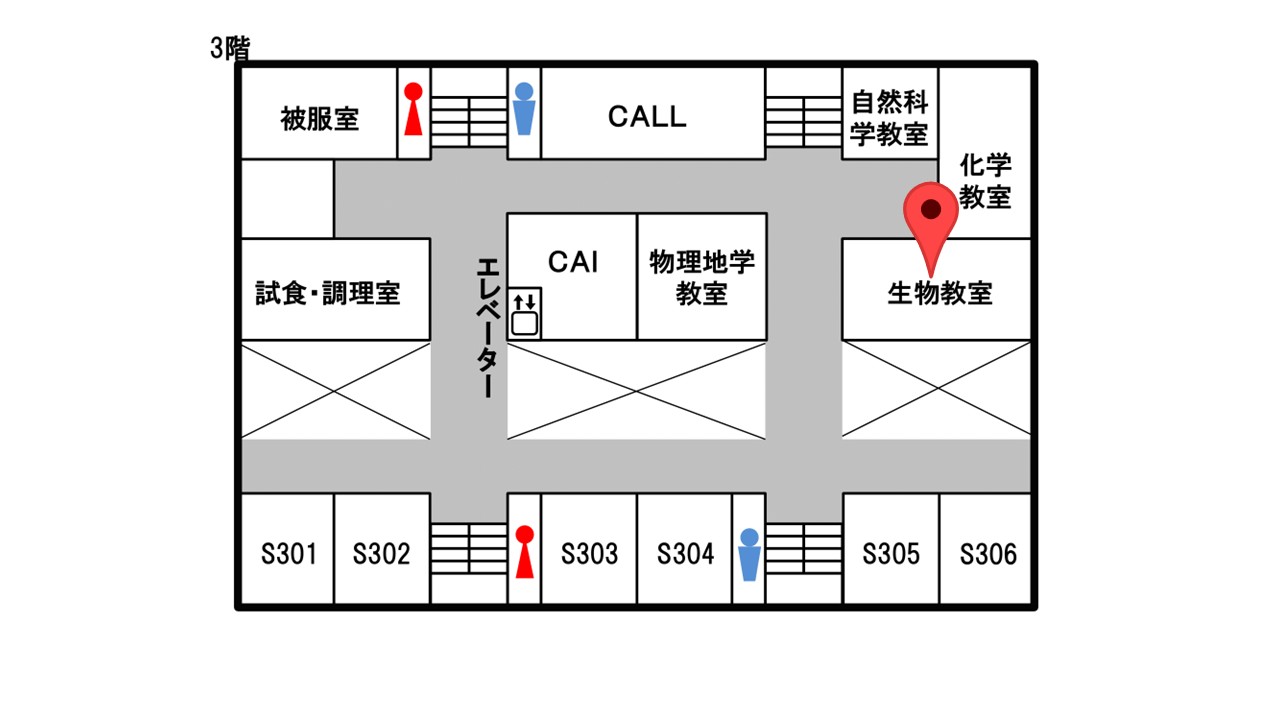 3階
被服室
CALL
自然科
学教室
化学
教室
CAI
物理地学
教室
エレベーター
試食・調理室
生物教室
S301
S302
S303
S304
S305
S306